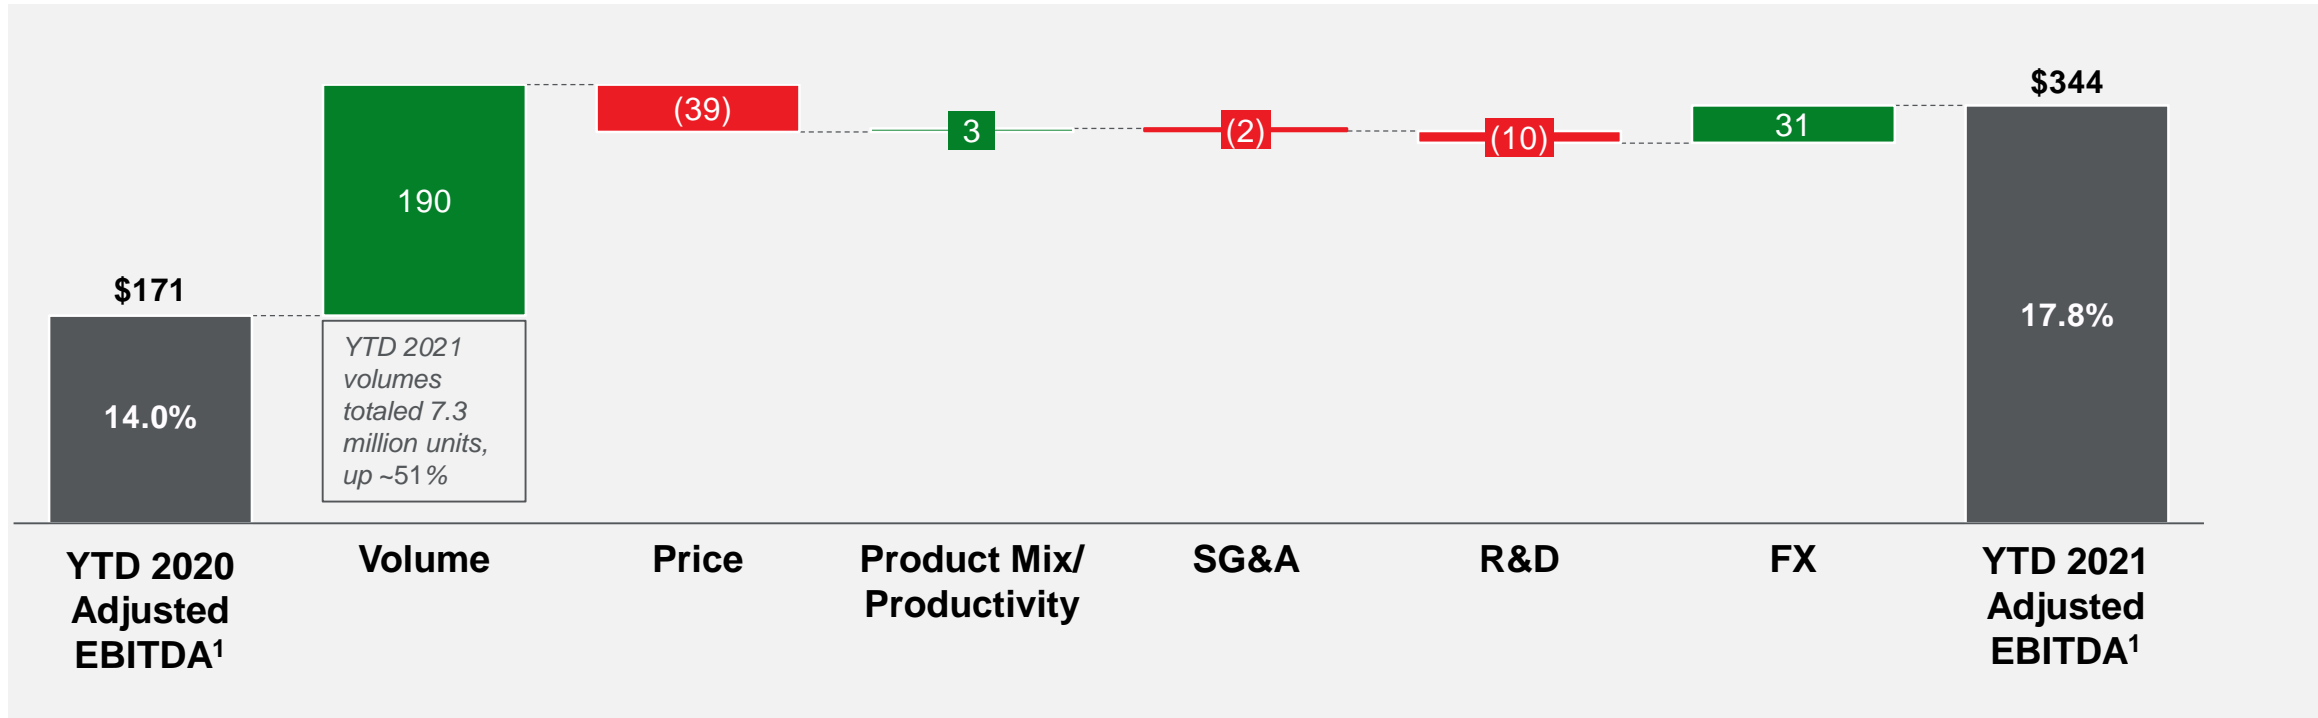 $171
14.0%
190
YTD 2021
volumes
totaled 7.3
million units,
up ~51%
(39)
3
(2)
(10)
31
$344
17.8%
YTD 2020
Adjusted
EBITDA¹
Volume
Price
Product Mix/
Productivity
SG&A
R&D
FX
YTD 2021
Adjusted
EBITDA¹